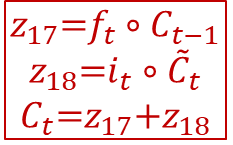 z₁₇=fₜ ∘ Cₜ₋₁
z₁₈=iₜ ∘ C̃ₜ
Cₜ=z₁₇+z₁₈